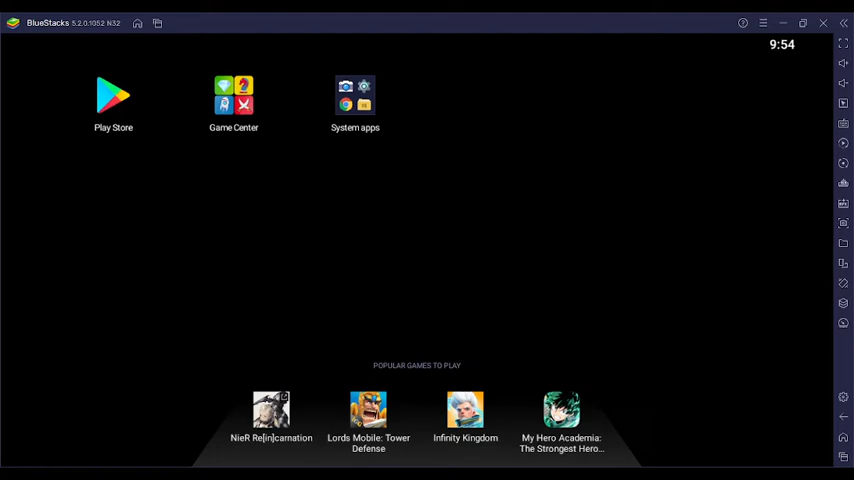 BlueStacks 5.2.0.1052 N32
9:54
Play Store
Game Center
System apps
POPULAR GAMES TO PLAY
NieR Re[in]carnation
Lords Mobile: Tower
Defense
Infinity Kingdom
My Hero Academia:
The Strongest Hero...